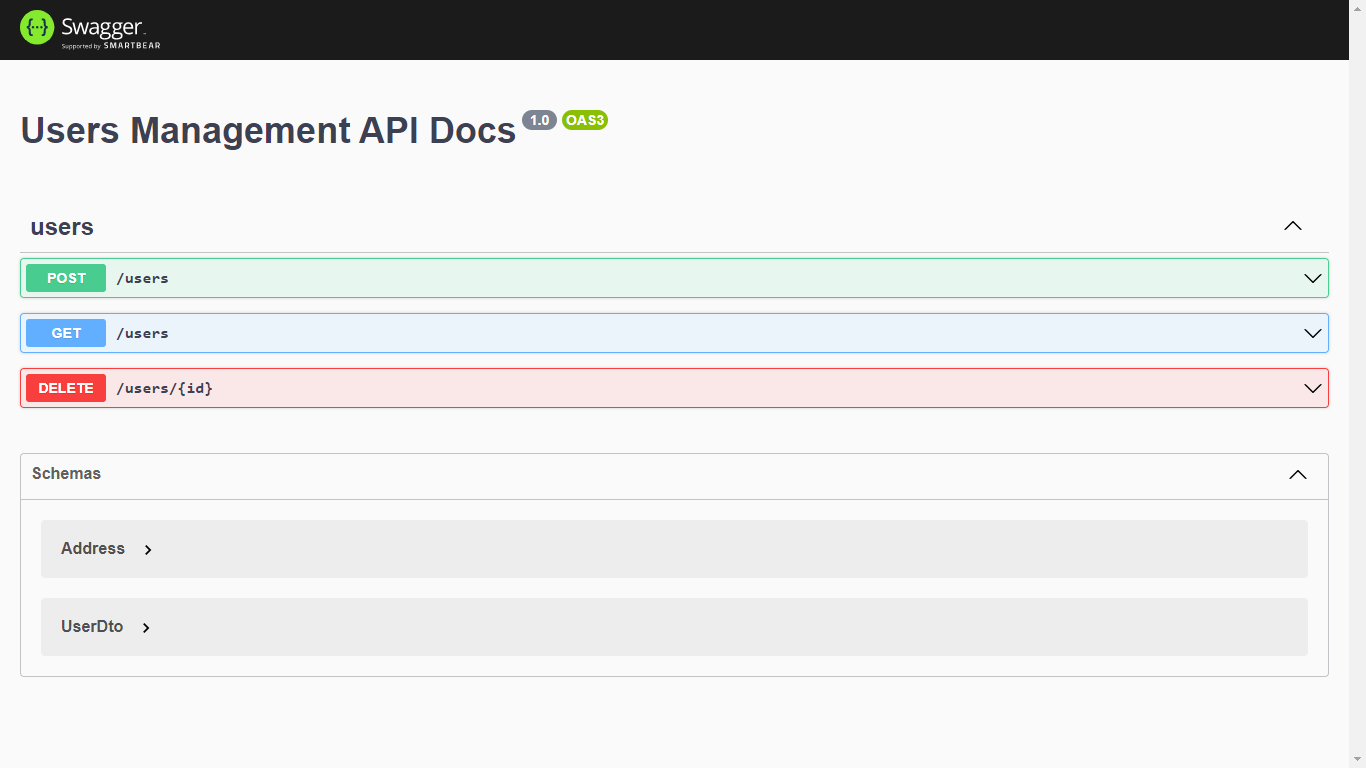 {···} Swagger.
Supported by SMARTBEAR
Users Management API Docs 1.0 OAS3
users
POST /users
GET /users
DELETE /users/{id}
Schemas
Address
UserDto